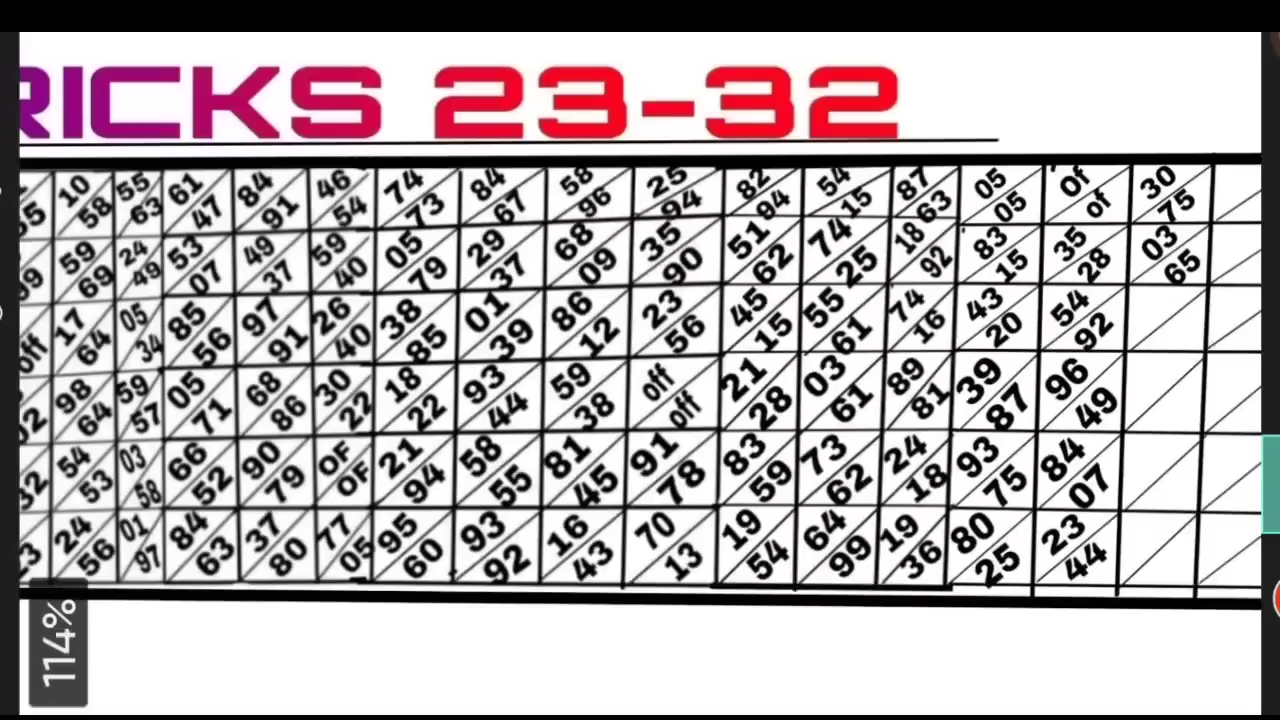 RICKS 23-32
10 58 55 63 61 47 84 91 46 54 74 73 84 67 58 96 25 94 82 94 54 15 87 63 05 05 Of of 30 75
59 69 24 49 53 07 49 37 59 40 05 79 29 37 68 09 35 90 51 62 74 25 18 92 83 15 35 28 03 65
off 17 64 05 34 85 56 97 91 26 40 38 85 01 39 86 12 23 56 45 15 55 61 74 16 43 20 54 92
98 64 59 57 05 71 68 86 30 22 18 22 93 44 59 38 off off 21 28 03 61 89 81 39 87 96 49
54 53 03 58 66 52 90 79 OF OF 21 94 58 55 81 45 91 78 83 59 73 62 24 18 93 75 84 07
24 56 01 97 84 63 37 80 77 05 95 60 93 92 16 43 70 13 19 54 64 99 19 36 80 25 23 44
114%